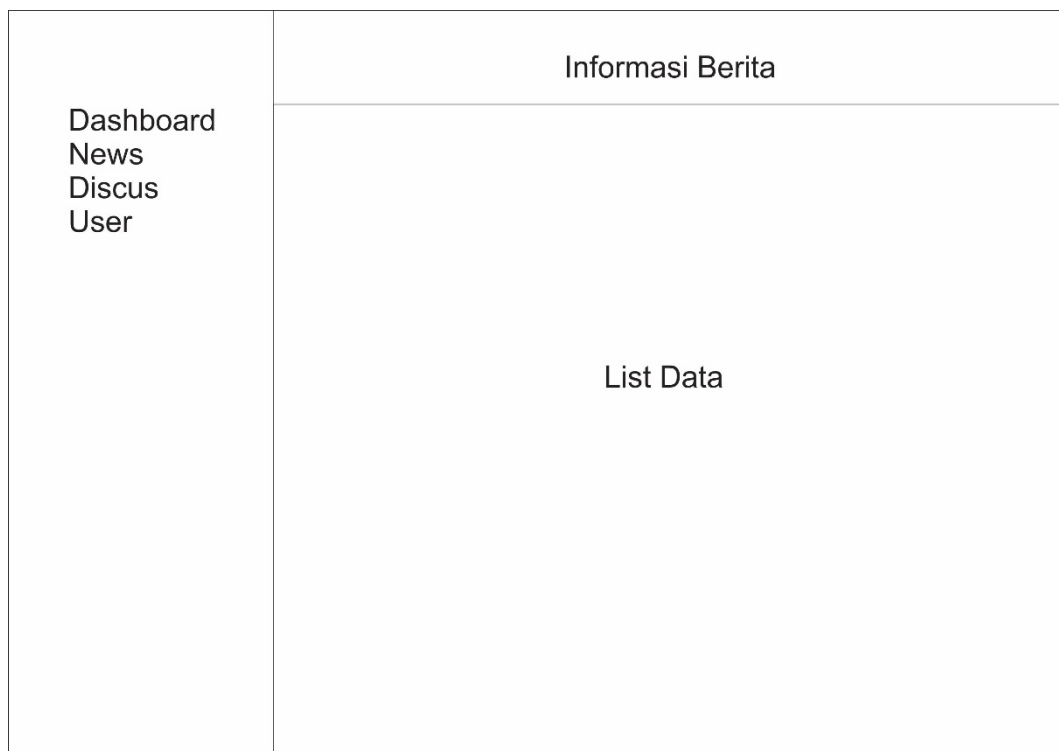 Informasi Berita
Dashboard
News
Discus
User
List Data